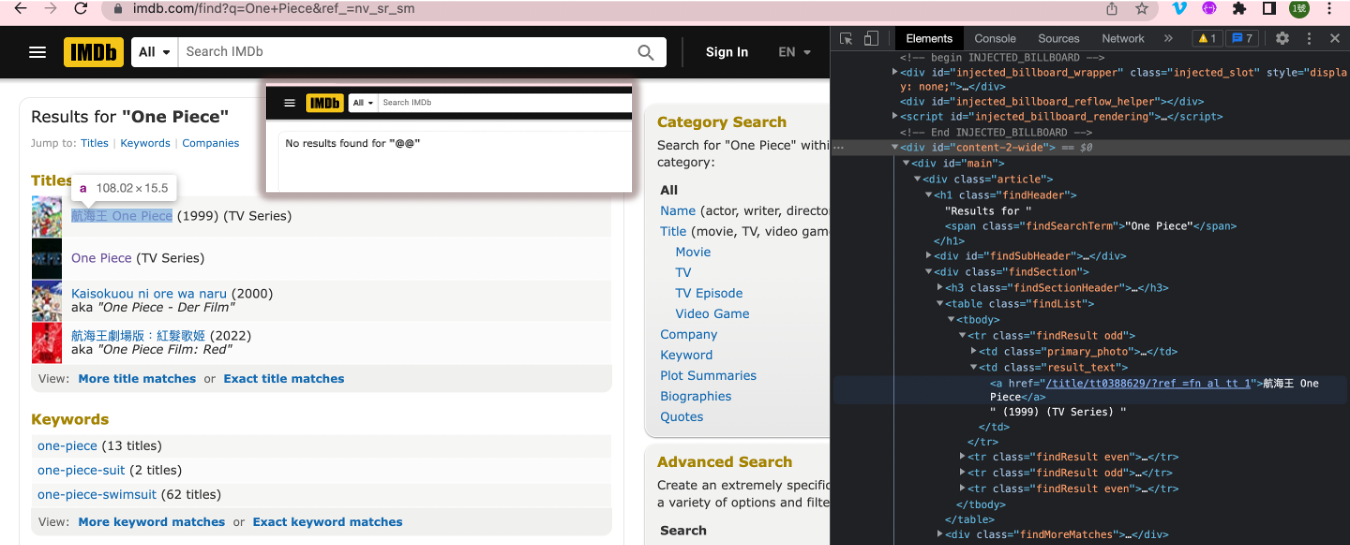 imdb.com/find?q=One+Piece&ref_=nv_sr_sm
1號
IMDb
All
Search IMDb
Sign In
EN
Results for "One Piece"
Jump to: Titles | Keywords | Companies
IMDb
All
Search IMDb
No results found for "@@"
Titles
a 108.02 × 15.5
航海王 One Piece (1999) (TV Series)
One Piece (TV Series)
Kaisokuou ni ore wa naru (2000)
aka "One Piece - Der Film"
航海王劇場版：紅髮歌姬 (2022)
aka "One Piece Film: Red"
View: More title matches or Exact title matches
Keywords
one-piece (13 titles)
one-piece-suit (2 titles)
one-piece-swimsuit (62 titles)
View: More keyword matches or Exact keyword matches
Category Search
Search for "One Piece" withi
category:
All
Name (actor, writer, directo
Title (movie, TV, video gam
Movie
TV
TV Episode
Video Game
Company
Keyword
Plot Summaries
Biographies
Quotes
Advanced Search
Create an extremely specific
a variety of options and filte
Search
Elements
Console
Sources
Network
»
1
7
<!-- begin INJECTED_BILLBOARD -->
<div id="injected_billboard_wrapper" class="injected_slot" style="displa
y: none;">…</div>
<div id="injected_billboard_reflow_helper"></div>
<script id="injected_billboard_rendering">…</script>
<!-- End INJECTED_BILLBOARD -->
<div id="content-2-wide"> == $0
<div id="main">
<div class="article">
<h1 class="findHeader">
"Results for "
<span class="findSearchTerm">"One Piece"</span>
</h1>
<div id="findSubHeader">…</div>
<div class="findSection">
<h3 class="findSectionHeader">…</h3>
<table class="findList">
<tbody>
<tr class="findResult odd">
<td class="primary_photo">…</td>
<td class="result_text">
<a href="/title/tt0388629/?ref_=fn_al_tt_1">航海王 One
Piece</a>
" (1999) (TV Series) "
</td>
</tr>
<tr class="findResult even">…</tr>
<tr class="findResult odd">…</tr>
<tr class="findResult even">…</tr>
</tbody>
</table>
<div class="findMoreMatches">…</div>